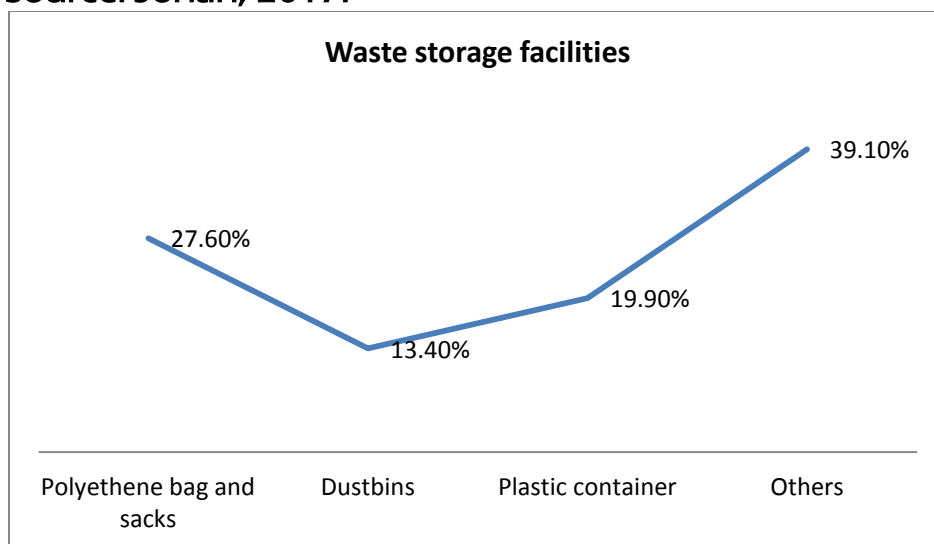 Waste storage facilities
39.10%
27.60%
19.90%
13.40%
Polyethene bag and
sacks
Dustbins
Plastic container
Others